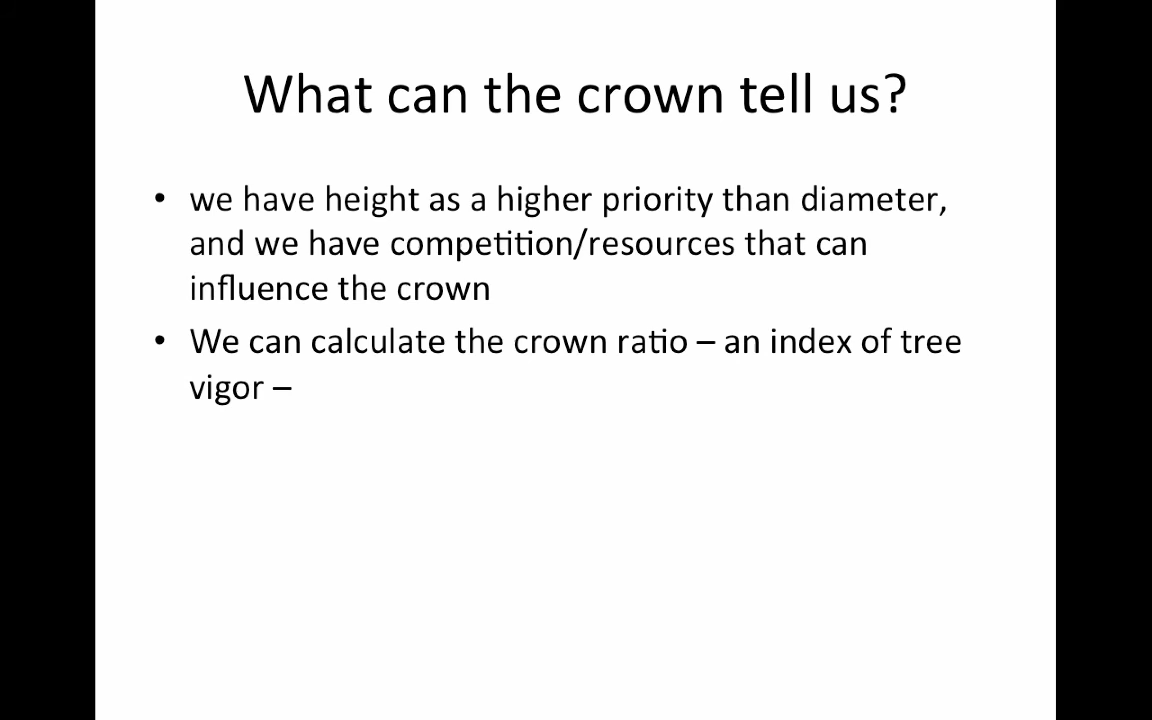 What can the crown tell us?
• we have height as a higher priority than diameter,
and we have competition/resources that can
influence the crown
• We can calculate the crown ratio – an index of tree
vigor –